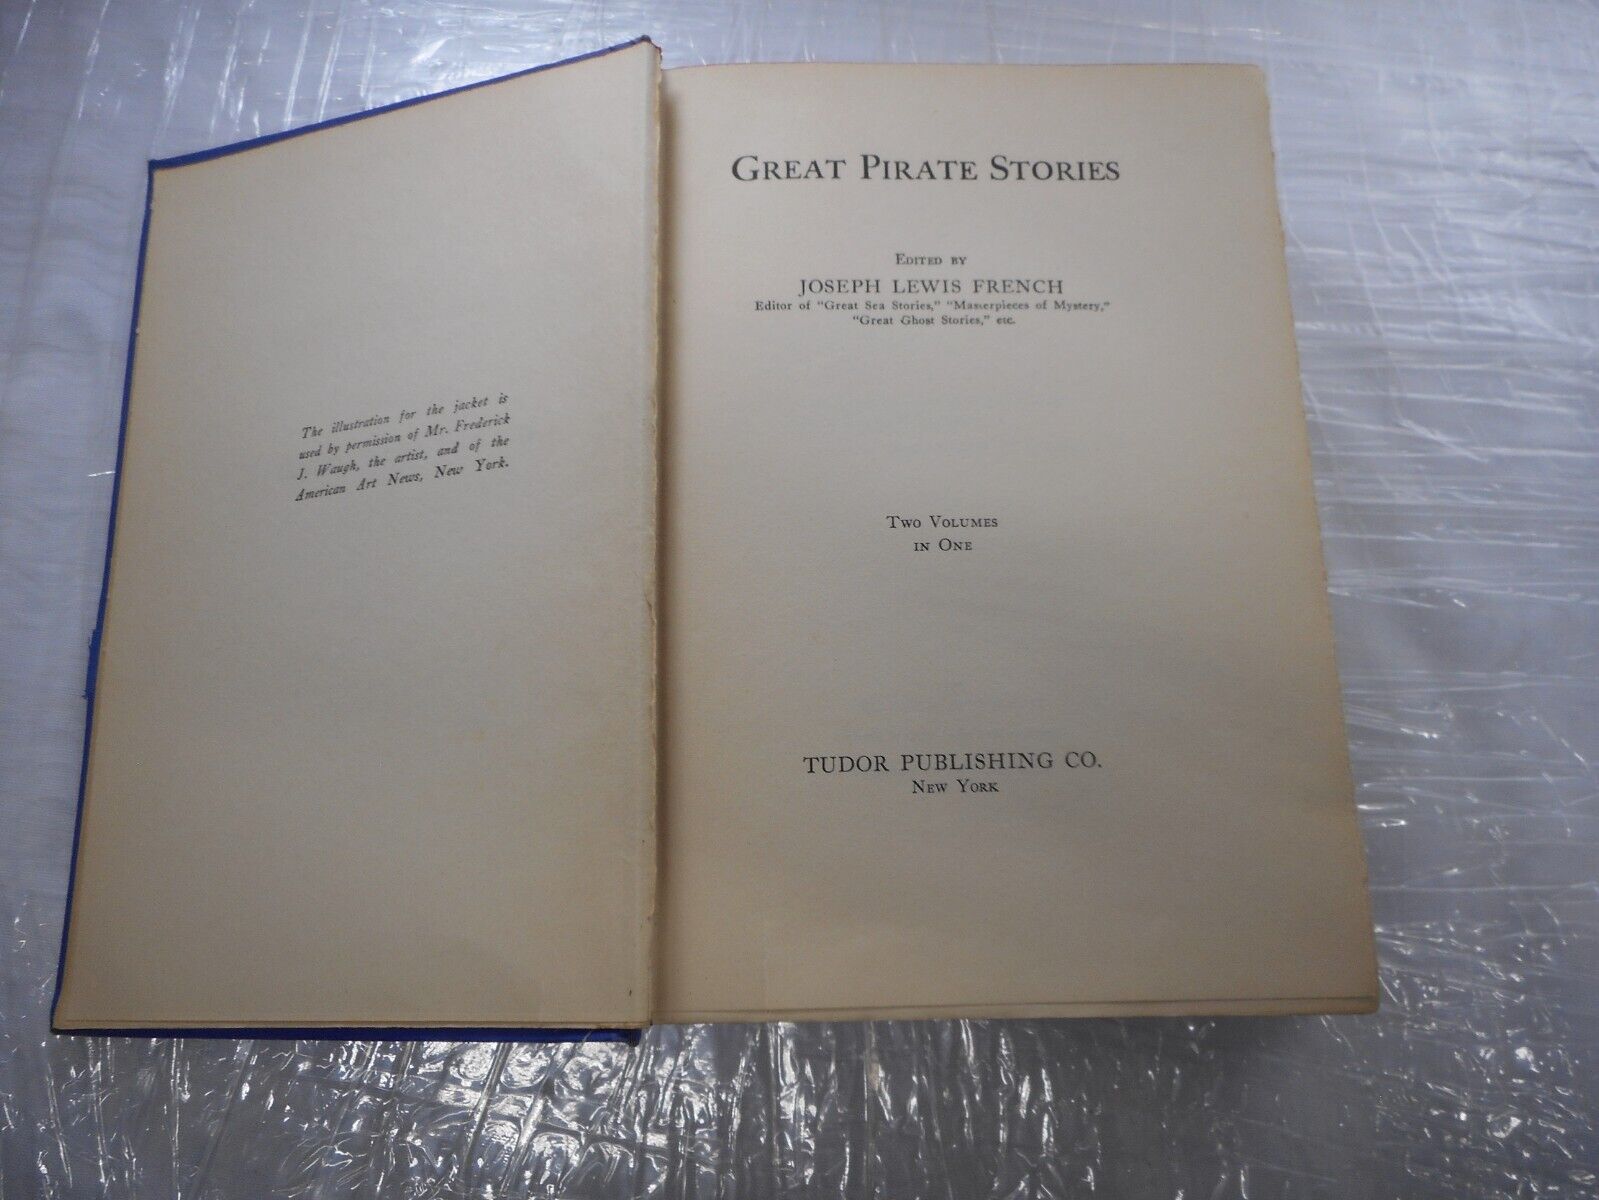 The illustration for the jacket is
used by permission of Mr. Frederick
J. Waugh, the artist, and of the
American Art News, New York.
GREAT PIRATE STORIES
EDITED BY
JOSEPH LEWIS FRENCH
Editor of "Great Sea Stories," "Masterpieces of Mystery,"
"Great Ghost Stories," etc.
TWO VOLUMES
IN ONE
TUDOR PUBLISHING CO.
NEW YORK